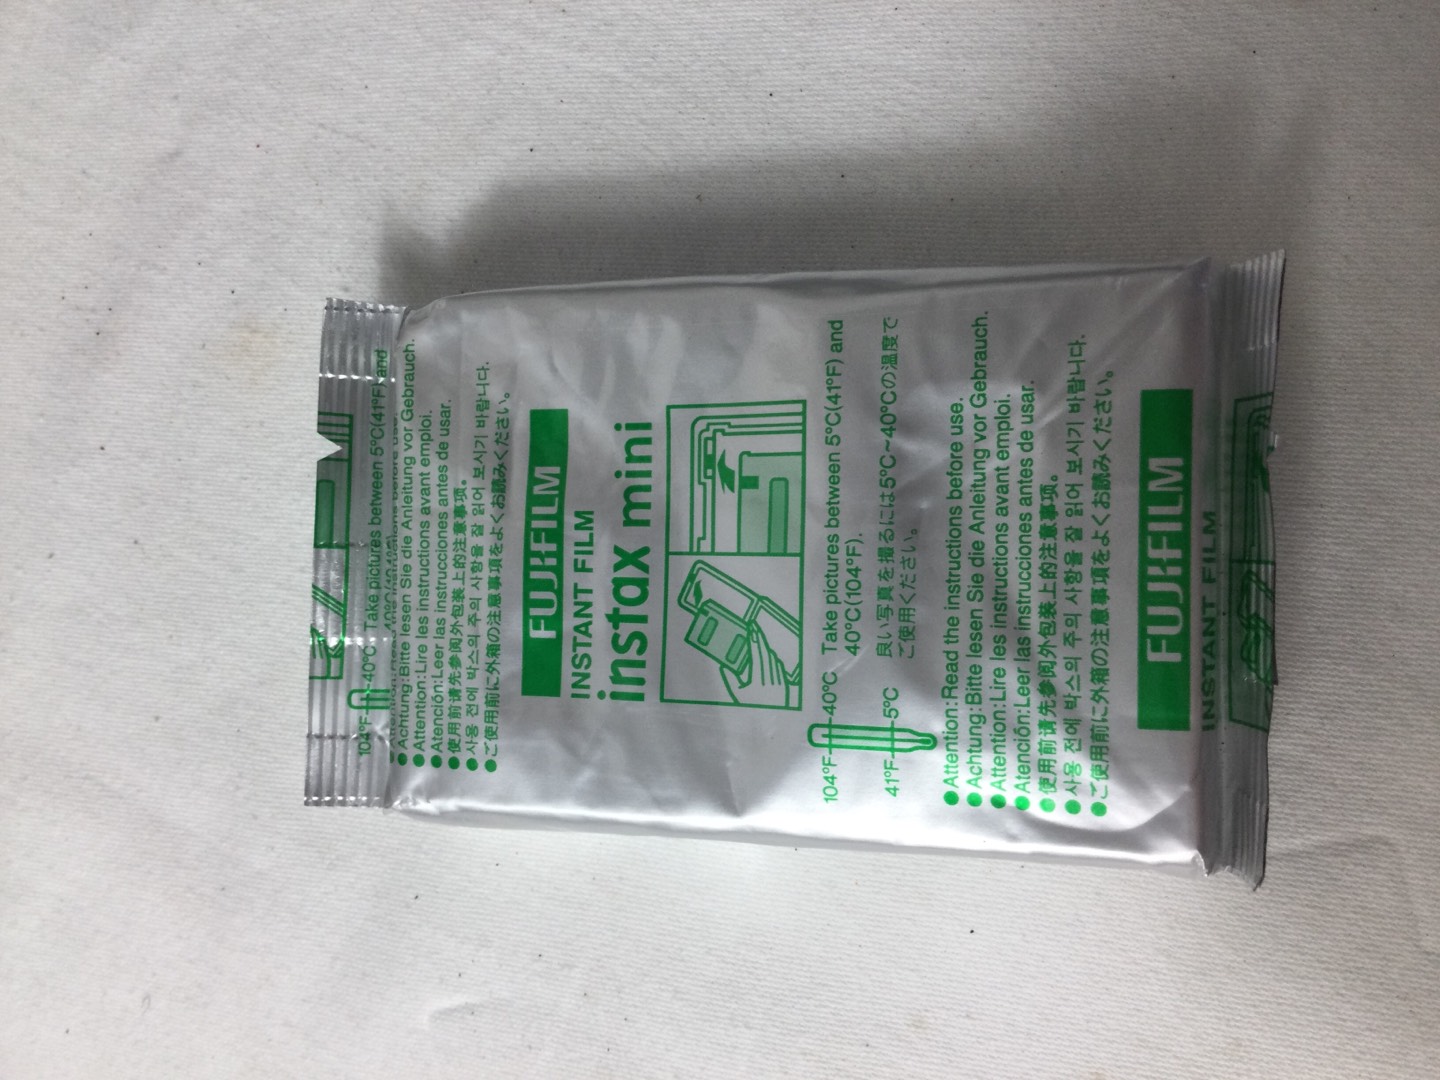 104°F 40°C Take pictures between 5°C(41°F) and
●Achtung:Bitte lesen Sie die Anleitung vor Gebrauch.
●Attention:Lire les instructions avant emploi.
●Atención:Leer las instrucciones antes de usar.
●使用前请先参阅外包装上的注意事项。
●사용 전에 박스의 주의 사항을 잘 읽어 보시기 바랍니다.
●ご使用前に外箱の注意事項をよくお読みください。
FUJIFILM
INSTANT FILM
instax mini
104°F 40°C
41°F 5°C
Take pictures between 5°C(41°F) and
40°C(104°F).
良い写真を撮るには5°C~40°Cの温度で
ご使用ください。
●Attention:Read the instructions before use.
●Achtung:Bitte lesen Sie die Anleitung vor Gebrauch.
●Attention:Lire les instructions avant emploi.
●Atención:Leer las instrucciones antes de usar.
●使用前请先参阅外包装上的注意事项。
●사용 전에 박스의 주의 사항을 잘 읽어 보시기 바랍니다.
●ご使用前に外箱の注意事項をよくお読みください。
FUJIFILM
INSTANT FILM